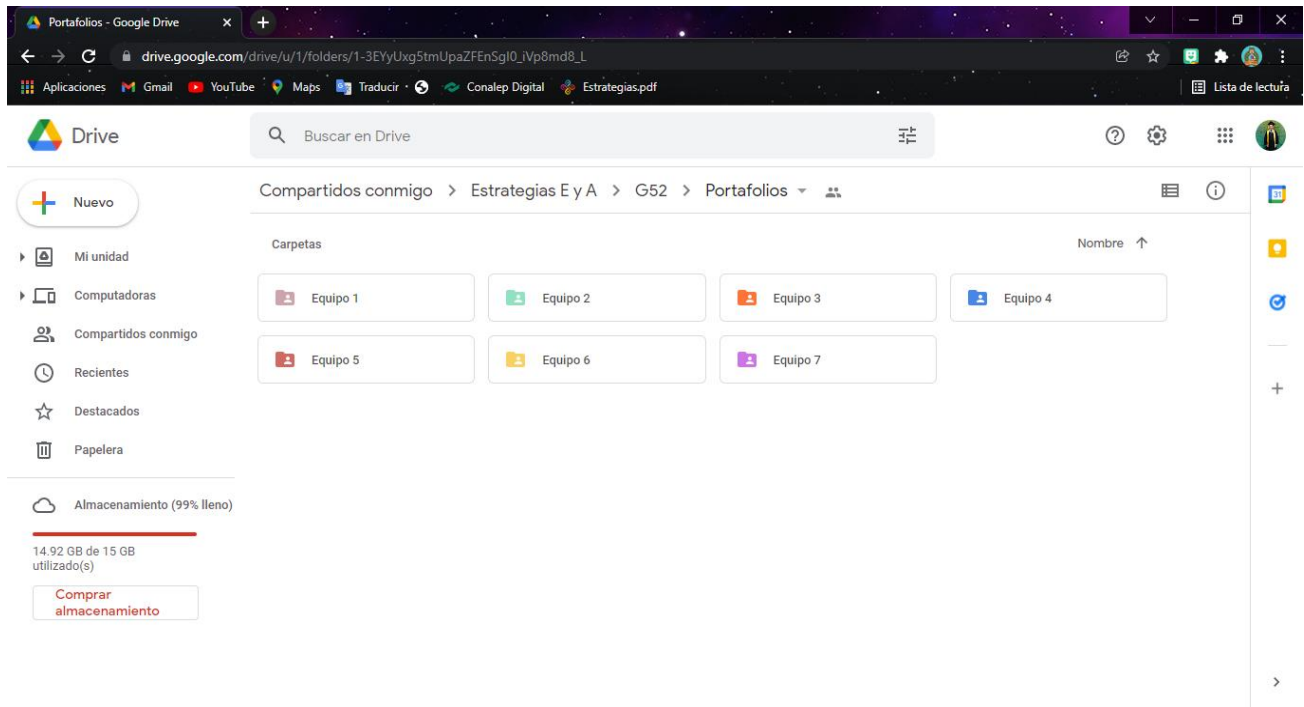 Portafolios - Google Drive
drive.google.com/drive/u/1/folders/1-3EYyUxg5tmUpaZFEnSgI0_iVp8md8_L
Aplicaciones Gmail YouTube Maps Traducir Conalep Digital Estrategias.pdf Lista de lectura
Drive Buscar en Drive
Nuevo
Compartidos conmigo > Estrategias E y A > G52 > Portafolios
31
Mi unidad
Computadoras
Compartidos conmigo
Recientes
Destacados
Papelera
Almacenamiento (99% lleno)
14.92 GB de 15 GB
utilizado(s)
Comprar
almacenamiento
Carpetas Nombre
Equipo 1 Equipo 2 Equipo 3 Equipo 4
Equipo 5 Equipo 6 Equipo 7